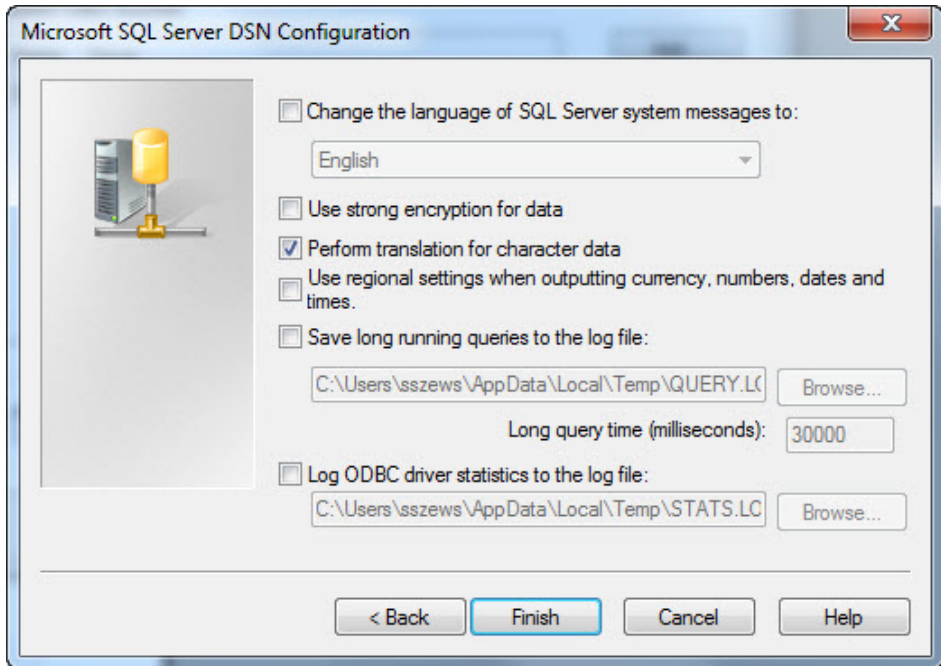 Microsoft SQL Server DSN Configuration
Change the language of SQL Server system messages to:
English
Use strong encryption for data
Perform translation for character data
Use regional settings when outputting currency, numbers, dates and
times.
Save long running queries to the log file:
C:\Users\sszews\AppData\Local\Temp\QUERY.LO Browse...
Long query time (milliseconds): 30000
Log ODBC driver statistics to the log file:
C:\Users\sszews\AppData\Local\Temp\STATS.LO Browse...
< Back Finish Cancel Help